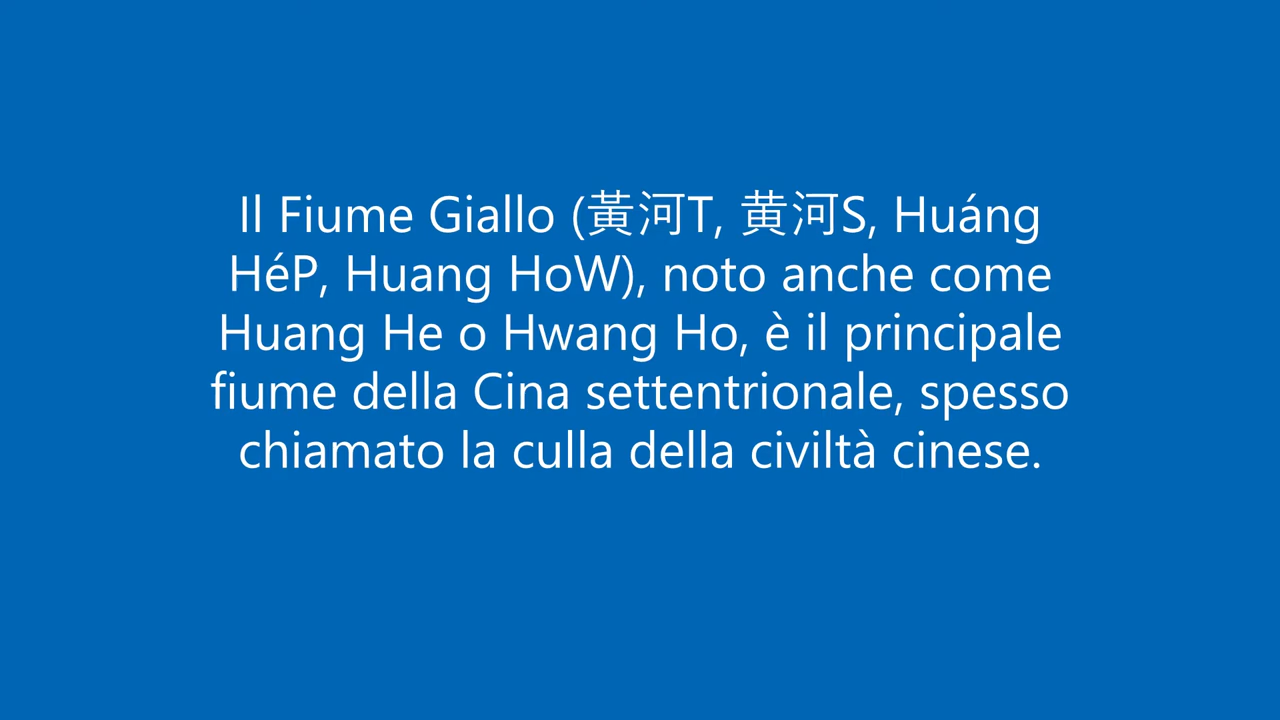 Il Fiume Giallo (黃河T, 黄河S, Huáng
HéP, Huang HoW), noto anche come
Huang He o Hwang Ho, è il principale
fiume della Cina settentrionale, spesso
chiamato la culla della civiltà cinese.